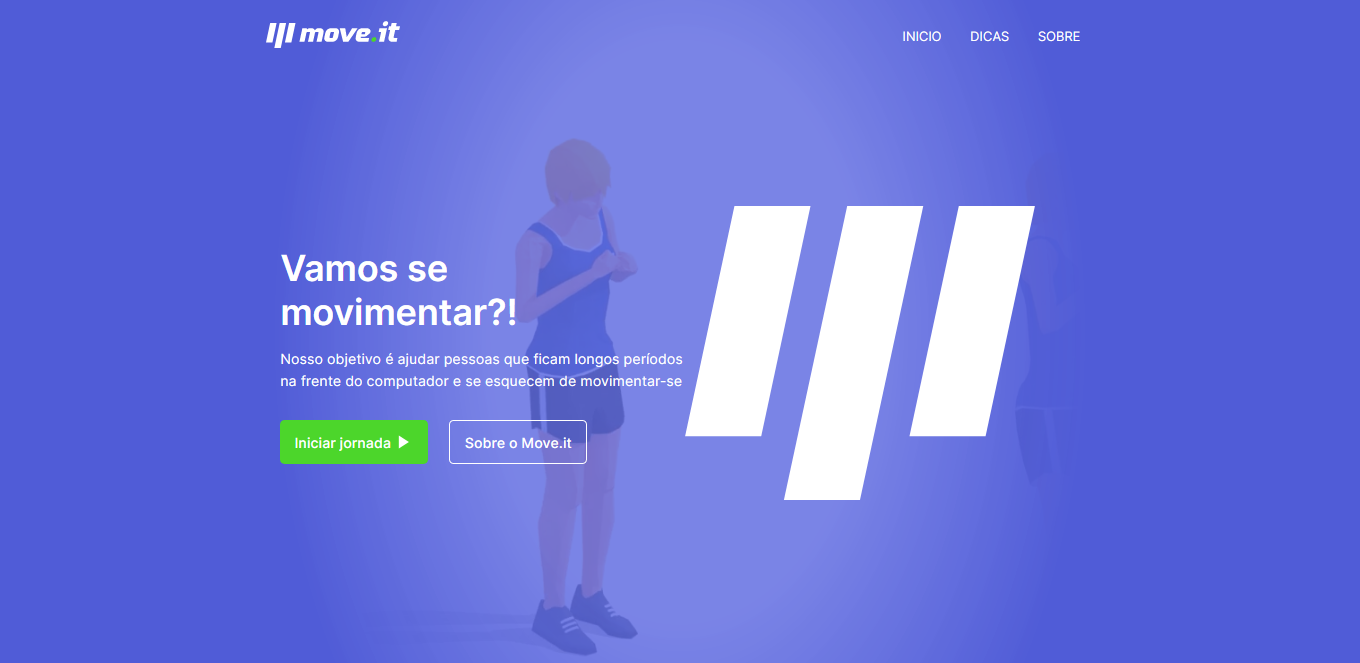 move.it
INICIO DICAS SOBRE
Vamos se
movimentar?!
Nosso objetivo é ajudar pessoas que ficam longos períodos
na frente do computador e se esquecem de movimentar-se
Iniciar jornada
Sobre o Move.it